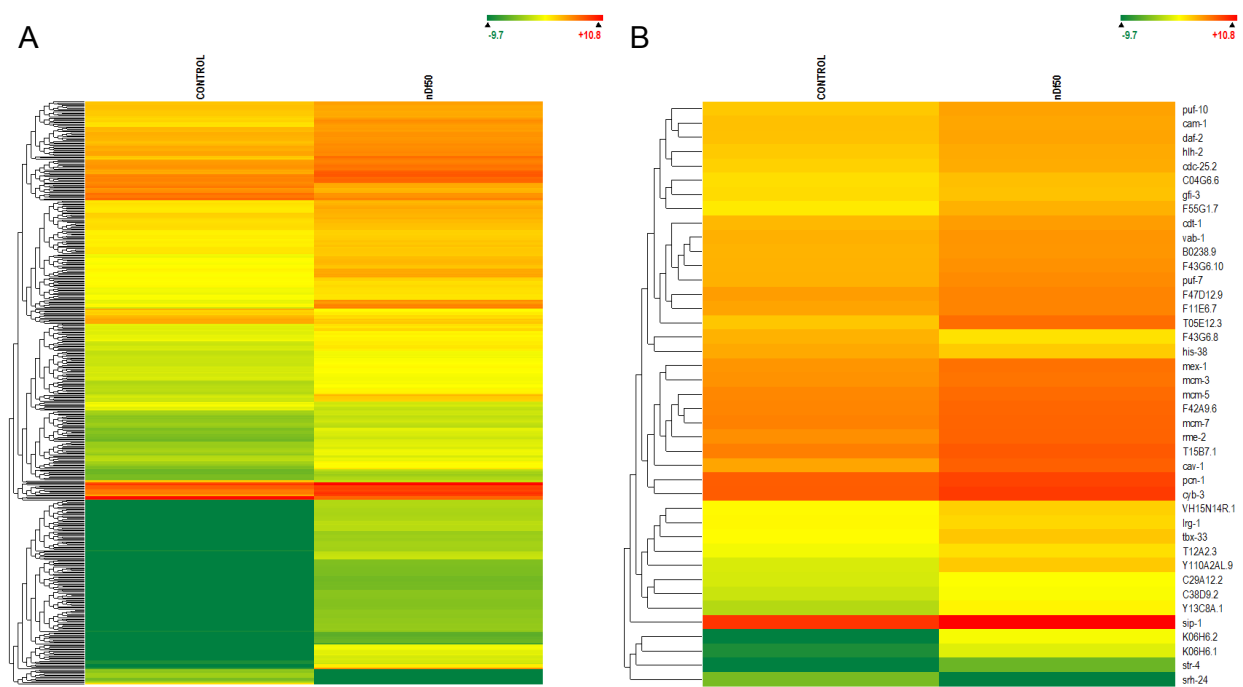 A
-9.7 +10.8
CONTROL
nDf50
B
-9.7 +10.8
CONTROL
nDf50
puf-10
cam-1
daf-2
hlh-2
cdc-25.2
C04G6.6
gfi-3
F55G1.7
cdt-1
vab-1
B0238.9
F43G6.10
puf-7
F47D12.9
F11E6.7
T05E12.3
F43G6.8
his-38
mex-1
mcm-3
mcm-5
F42A9.6
mcm-7
rme-2
T15B7.1
cav-1
pcn-1
cyb-3
VH15N14R.1
lrg-1
tbx-33
T12A2.3
Y110A2AL.9
C29A12.2
C38D9.2
Y13C8A.1
sip-1
K06H6.2
K06H6.1
str-4
srh-24